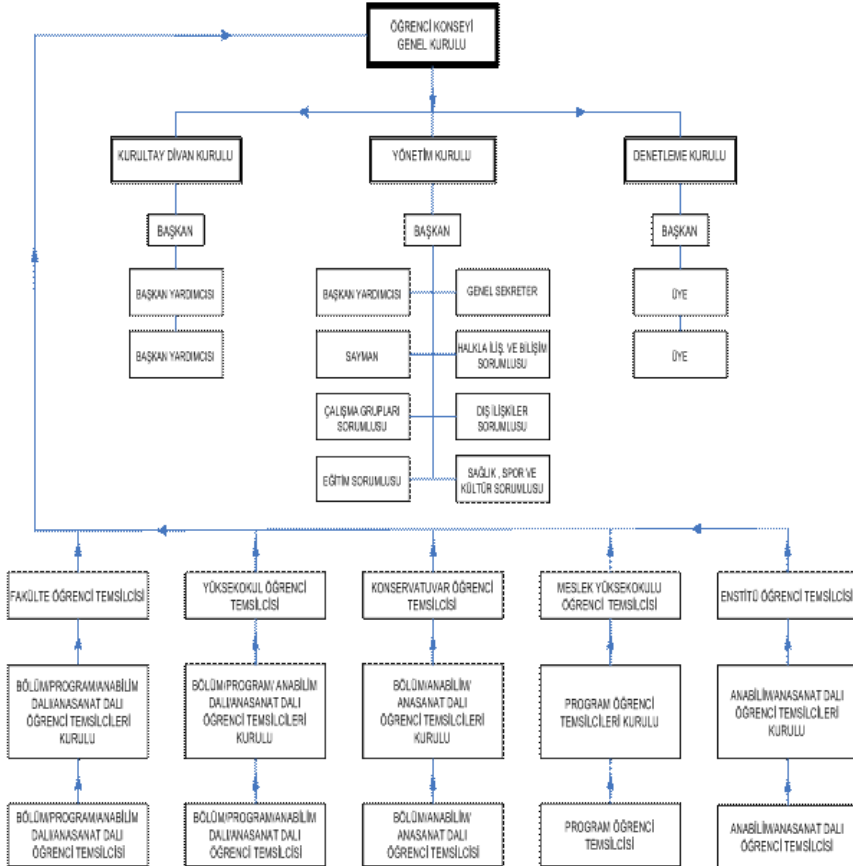 ÖĞRENCİ KONSEYİ
GENEL KURULU
KURULTAY DİVAN KURULU
YÖNETİM KURULU
DENETLEME KURULU
BAŞKAN
BAŞKAN
BAŞKAN
BAŞKAN YARDIMCISI
BAŞKAN YARDIMCISI
GENEL SEKRETER
ÜYE
BAŞKAN YARDIMCISI
SAYMAN
HALKLA İLİŞ. VE BİLİŞİM
SORUMLUSU
ÜYE
ÇALIŞMA GRUPLARI
SORUMLUSU
DIŞ İLİŞKİLER
SORUMLUSU
EĞİTİM SORUMLUSU
SAĞLIK , SPOR VE
KÜLTÜR SORUMLUSU
FAKÜLTE ÖĞRENCİ TEMSİLCİSİ
YÜKSEKOKUL ÖĞRENCİ
TEMSİLCİSİ
KONSERVATUVAR ÖĞRENCİ
TEMSİLCİSİ
MESLEK YÜKSEKOKULU
ÖĞRENCİ TEMSİLCİSİ
ENSTİTÜ ÖĞRENCİ TEMSİLCİSİ
BÖLÜM/PROGRAM/ANABİLİM
DALI/ANASANAT DALI
ÖĞRENCİ TEMSİLCİLERİ
KURULU
BÖLÜM/PROGRAM/ ANABİLİM
DALI/ANASANAT DALI
ÖĞRENCİ TEMSİLCİLERİ
KURULU
BÖLÜM/ANABİLİM/
ANASANAT DALI
ÖĞRENCİ TEMSİLCİLERİ
KURULU
PROGRAM ÖĞRENCİ
TEMSİLCİLERİ KURULU
ANABİLİM/ANASANAT DALI
ÖĞRENCİ TEMSİLCİLERİ
KURULU
BÖLÜM/PROGRAM/ANABİLİM
DALI/ANASANAT DALI
ÖĞRENCİ TEMSİLCİSİ
BÖLÜM/PROGRAM/ANABİLİM
DALI/ANASANAT DALI
ÖĞRENCİ TEMSİLCİSİ
BÖLÜM/ANABİLİM/
ANASANAT DALI
ÖĞRENCİ TEMSİLCİSİ
PROGRAM ÖĞRENCİ
TEMSİLCİSİ
ANABİLİM/ANASANAT DALI
ÖĞRENCİ TEMSİLCİSİ